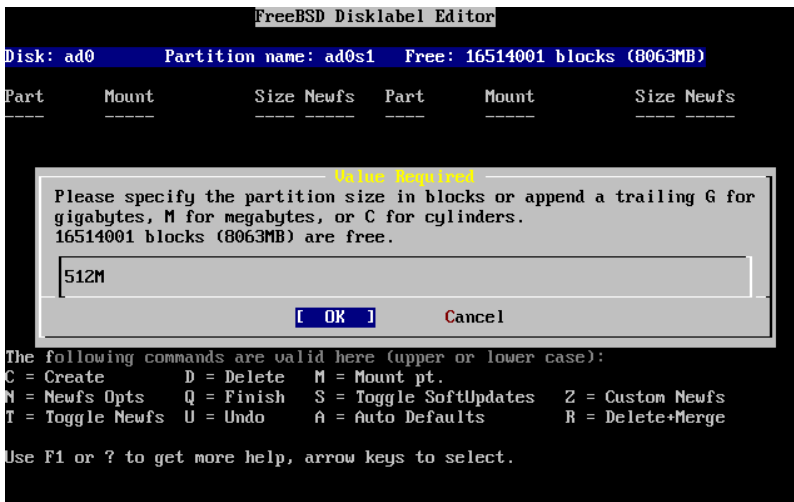 FreeBSD Disklabel Editor
Disk: ad0 Partition name: ad0s1 Free: 16514001 blocks (8063MB)
Part Mount Size Newfs Part Mount Size Newfs
---- ----- ---- ----- ---- ----- ---- -----
Value Required
Please specify the partition size in blocks or append a trailing G for
gigabytes, M for megabytes, or C for cylinders.
16514001 blocks (8063MB) are free.
512M
[ OK ] Cancel
The following commands are valid here (upper or lower case):
C = Create D = Delete M = Mount pt.
N = Newfs Opts Q = Finish S = Toggle SoftUpdates Z = Custom Newfs
T = Toggle Newfs U = Undo A = Auto Defaults R = Delete+Merge
Use F1 or ? to get more help, arrow keys to select.